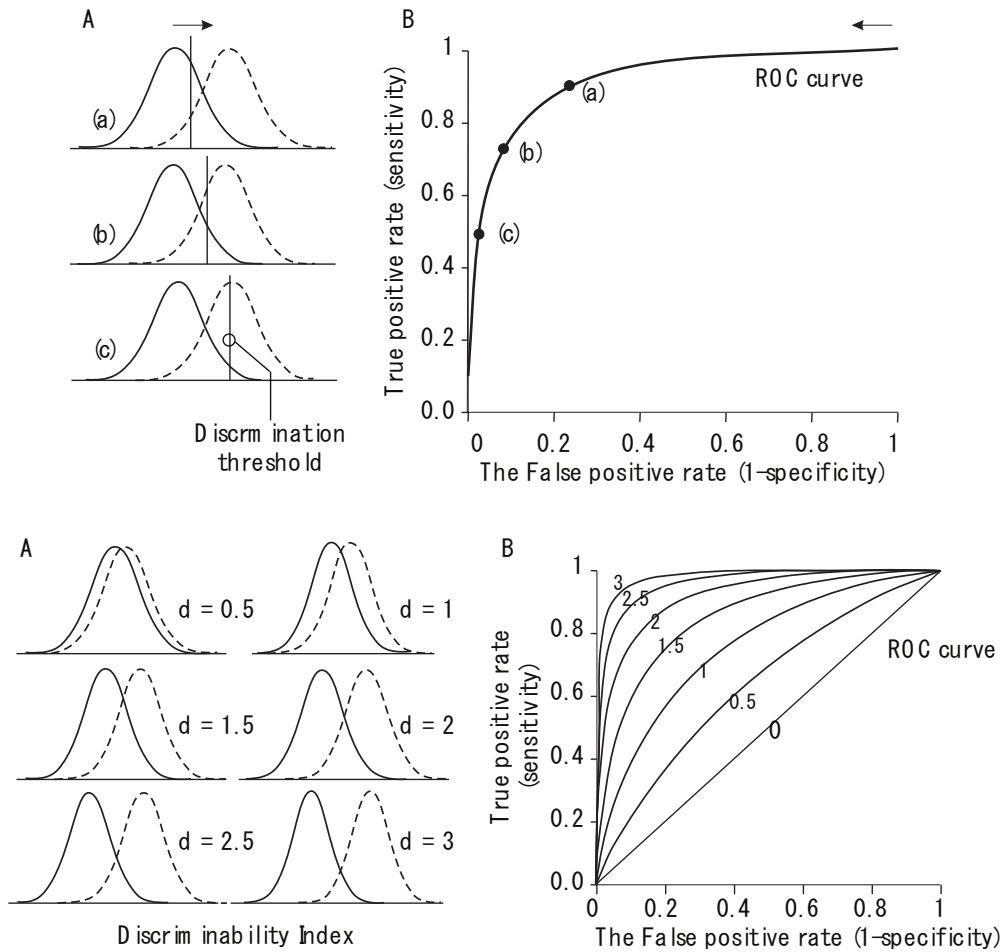 A
(a)
(b)
(c)
Discrmination
threshold
B
True positive rate (sensitivity)
1
0.8
0.6
0.4
0.2
0.0
(a)
(b)
(c)
ROC curve
0 0.2 0.4 0.6 0.8 1
The False positive rate (1-specificity)
A
d = 0.5
d = 1
d = 1.5
d = 2
d = 2.5
d = 3
Discriminability Index
B
True positive rate
(sensitivity)
1
0.8
0.6
0.4
0.2
0.0
3
2.5
2
1.5
1
0.5
0
ROC curve
0 0.2 0.4 0.6 0.8 1
The False positive rate (1-specificity)